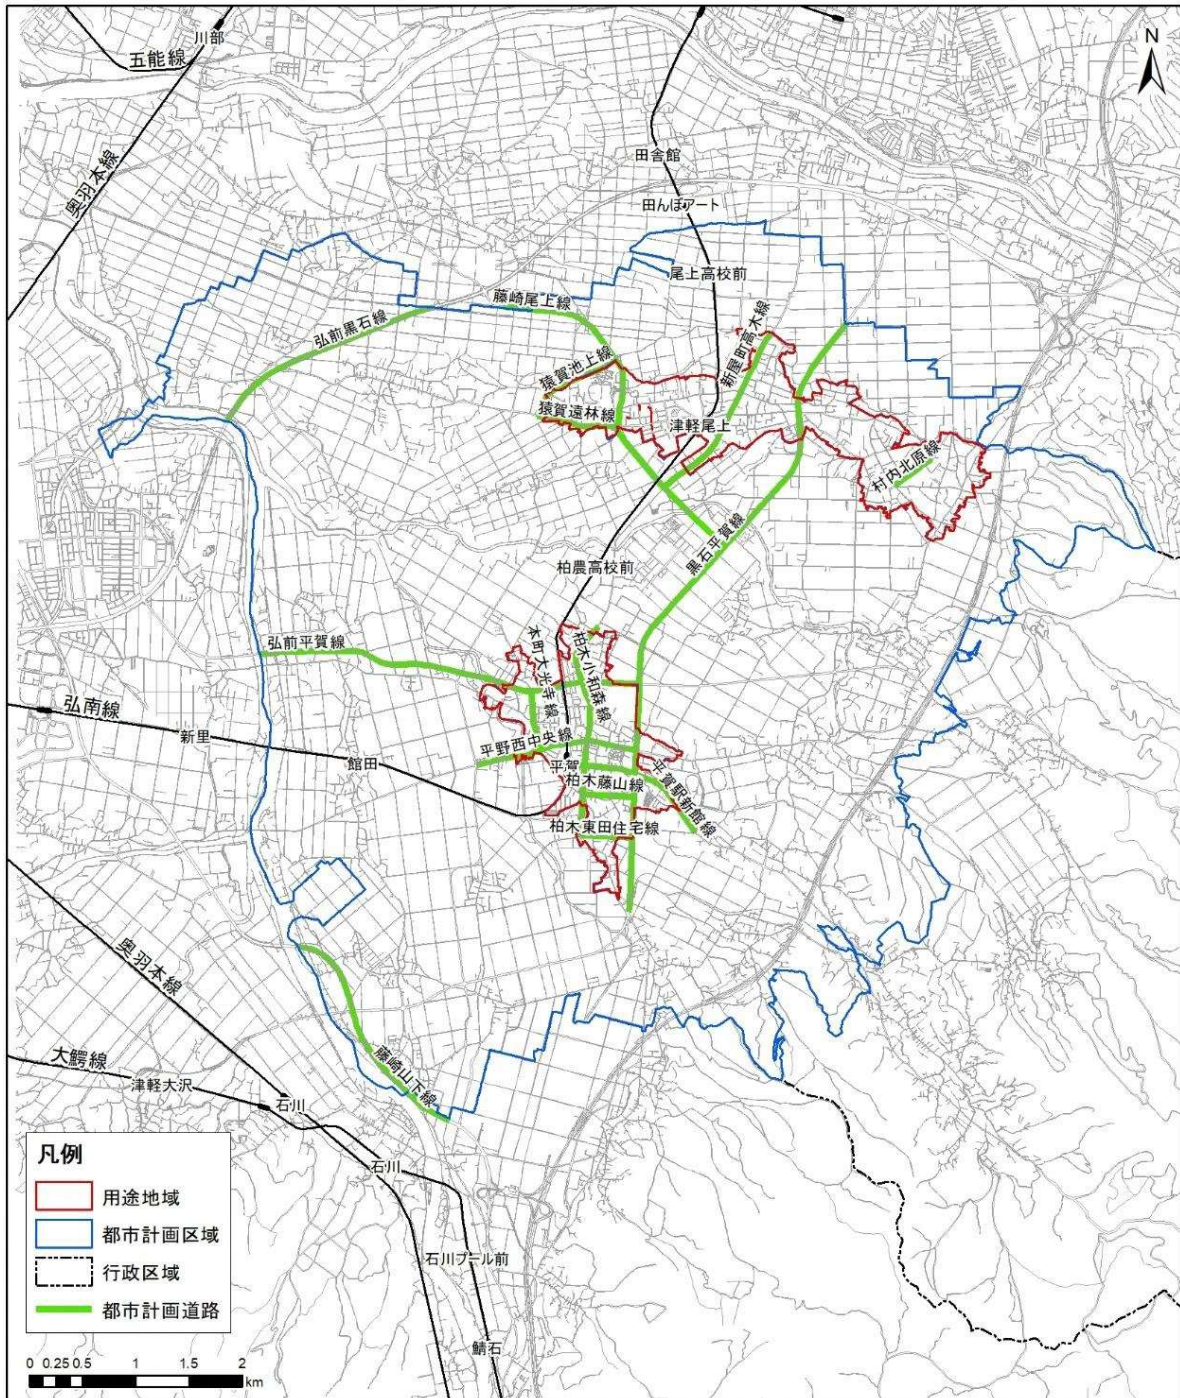 川部
五能線
N
奥羽本線
田舎館
田んぼアート
尾上高校前
藤崎尾上線
弘前黒石線
新屋町高木線
猿賀池上線
猿賀遠林線
津軽尾上
村内北原線
黒石平賀線
柏農高校前
本町大光寺線
柏木小和森線
弘前平賀線
弘南線
新里
館田
平野西中央線
平賀
柏木藤山線
平賀駅新館線
柏木東田住宅線
奥羽本線
大鰐線
津軽大沢
石川
藤崎山下線
石川
石川プール前
鯖石
凡例
用途地域
都市計画区域
行政区域
都市計画道路
0 0.25 0.5 1 1.5 2
km